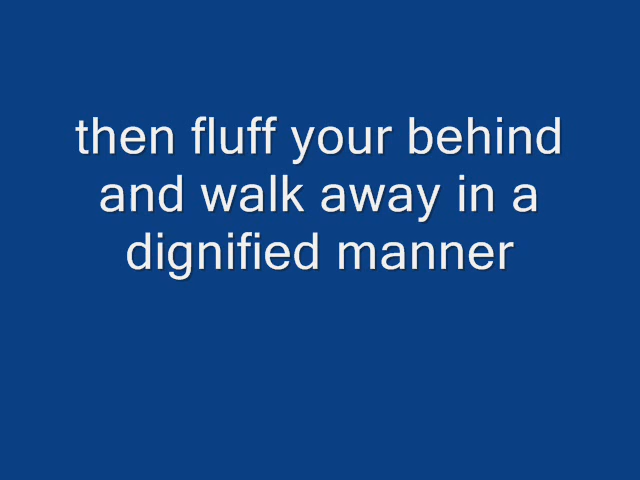 then fluff your behind
and walk away in a
dignified manner